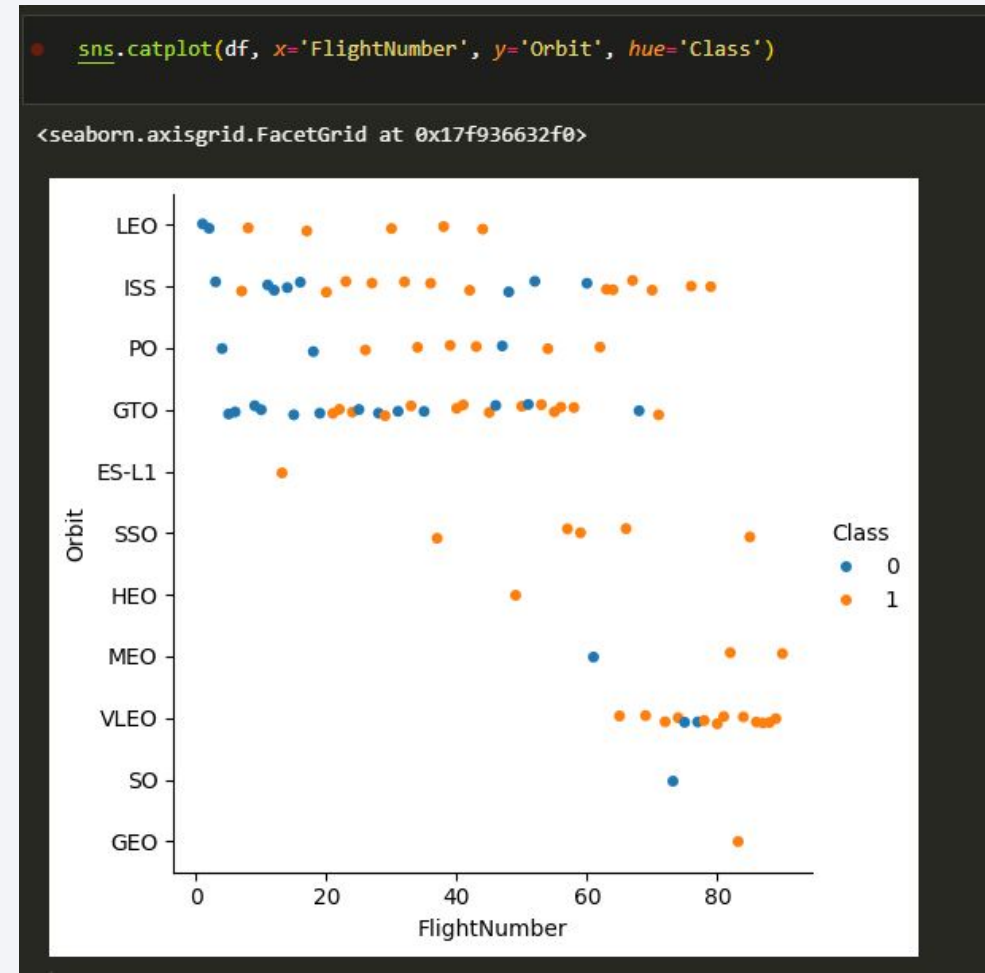 sns.catplot(df, x='FlightNumber', y='Orbit', hue='Class')
<seaborn.axisgrid.FacetGrid at 0x17f936632f0>
LEO
ISS
PO
GTO
ES-L1
SSO
HEO
MEO
VLEO
SO
GEO
Orbit
Class
0
1
0 20 40 60 80
FlightNumber